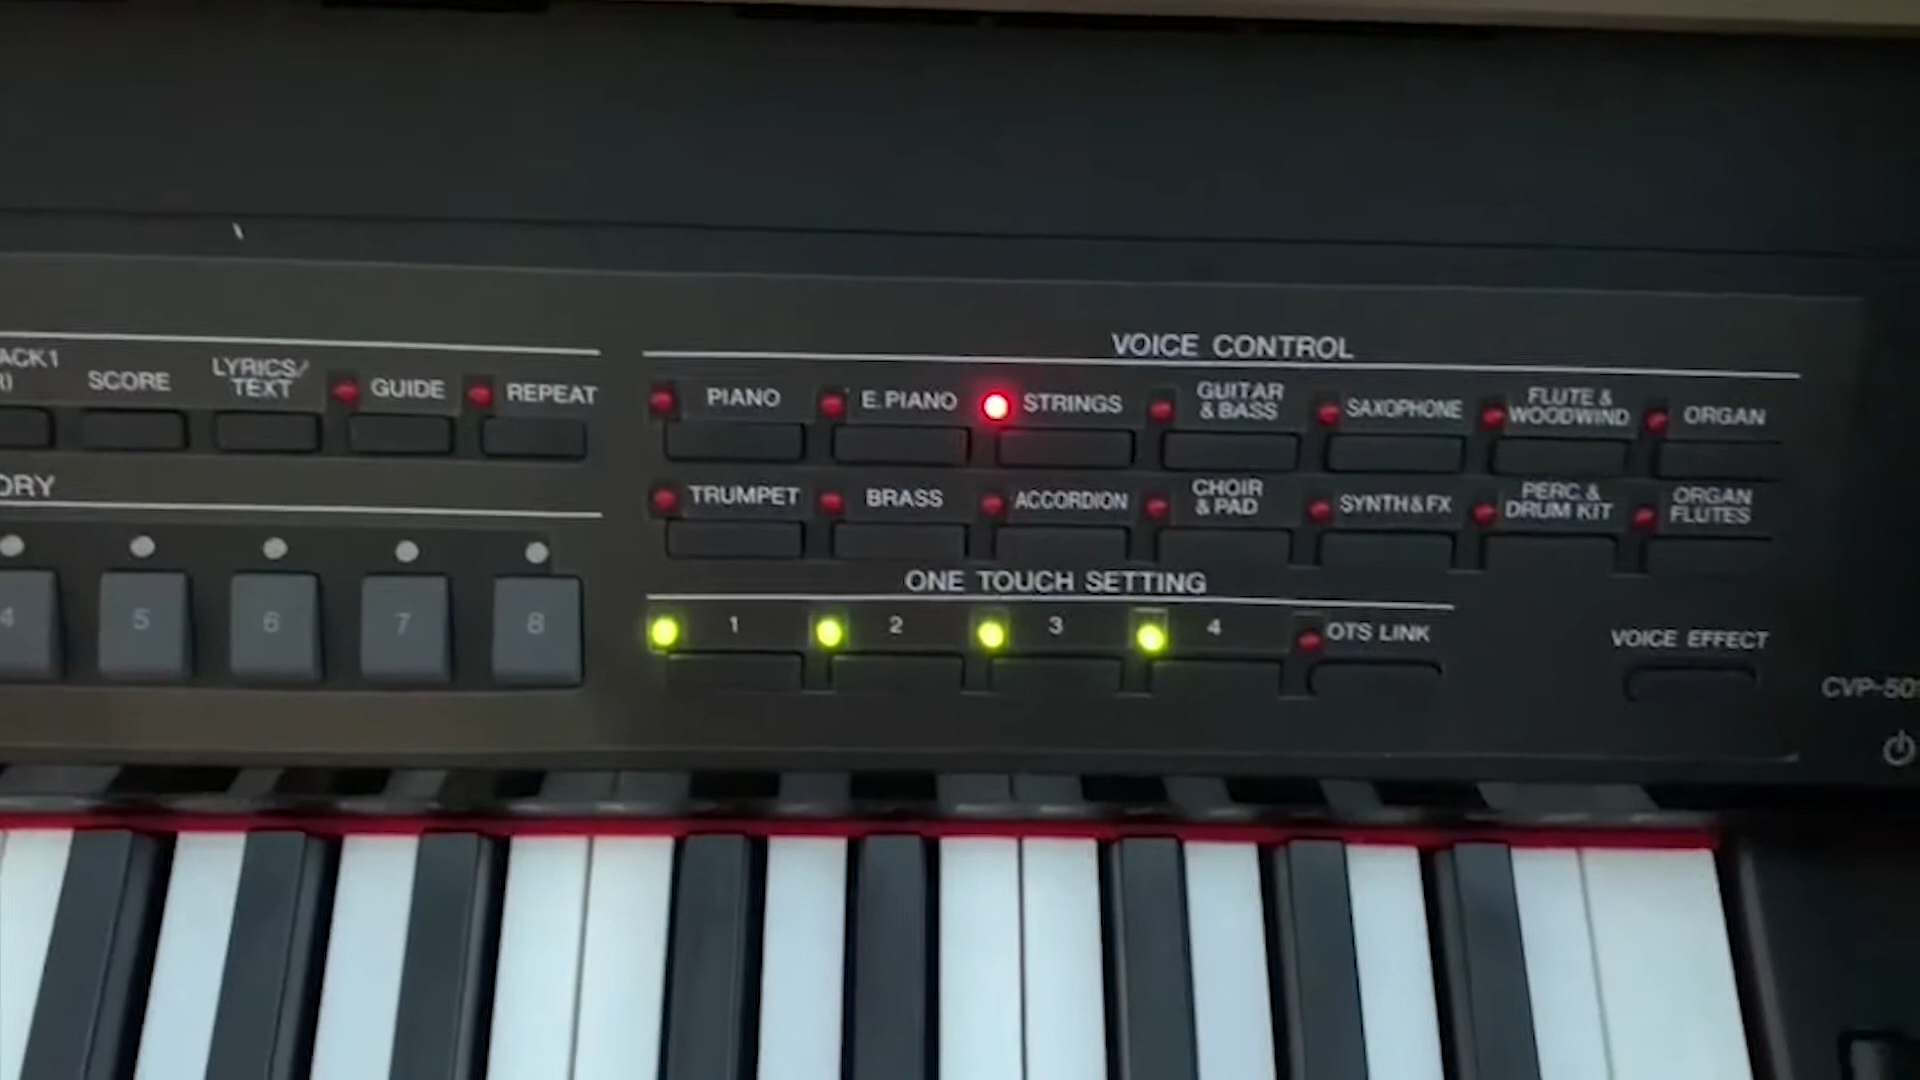 VOICE CONTROL
SCORE
LYRICS/
TEXT
GUIDE
REPEAT
PIANO
E. PIANO
STRINGS
GUITAR
& BASS
SAXOPHONE
FLUTE &
WOODWIND
ORGAN
TRUMPET
BRASS
ACCORDION
CHOIR
& PAD
SYNTH & FX
PERC. &
DRUM KIT
ORGAN
FLUTES
ONE TOUCH SETTING
4
5
6
7
8
1
2
3
4
OTS LINK
VOICE EFFECT